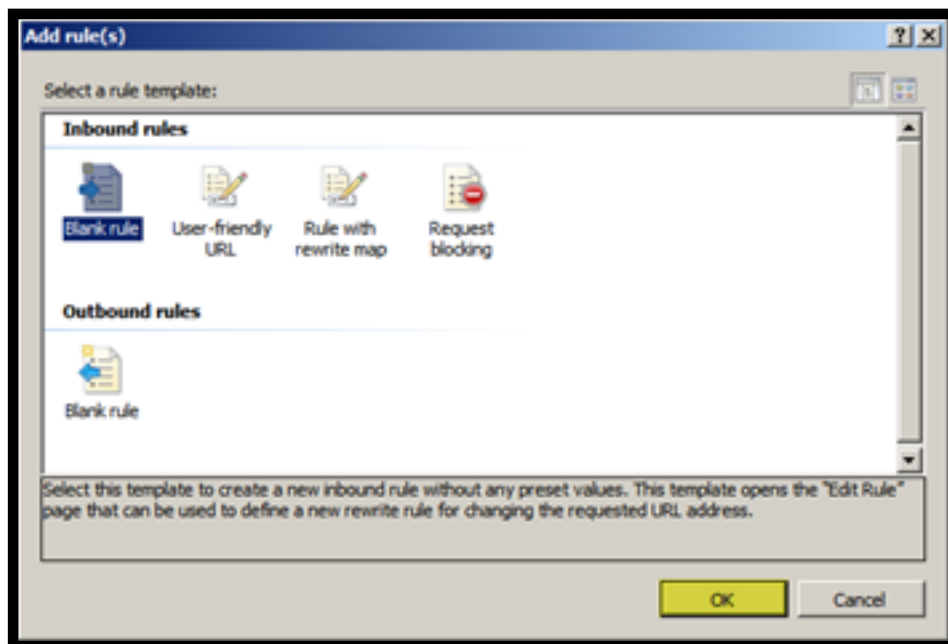 Add rule(s)
Select a rule template:
Inbound rules
Blank rule
User-friendly
URL
Rule with
rewrite map
Request
blocking
Outbound rules
Blank rule
Select this template to create a new inbound rule without any preset values. This template opens the "Edit Rule"
page that can be used to define a new rewrite rule for changing the requested URL address.
OK
Cancel